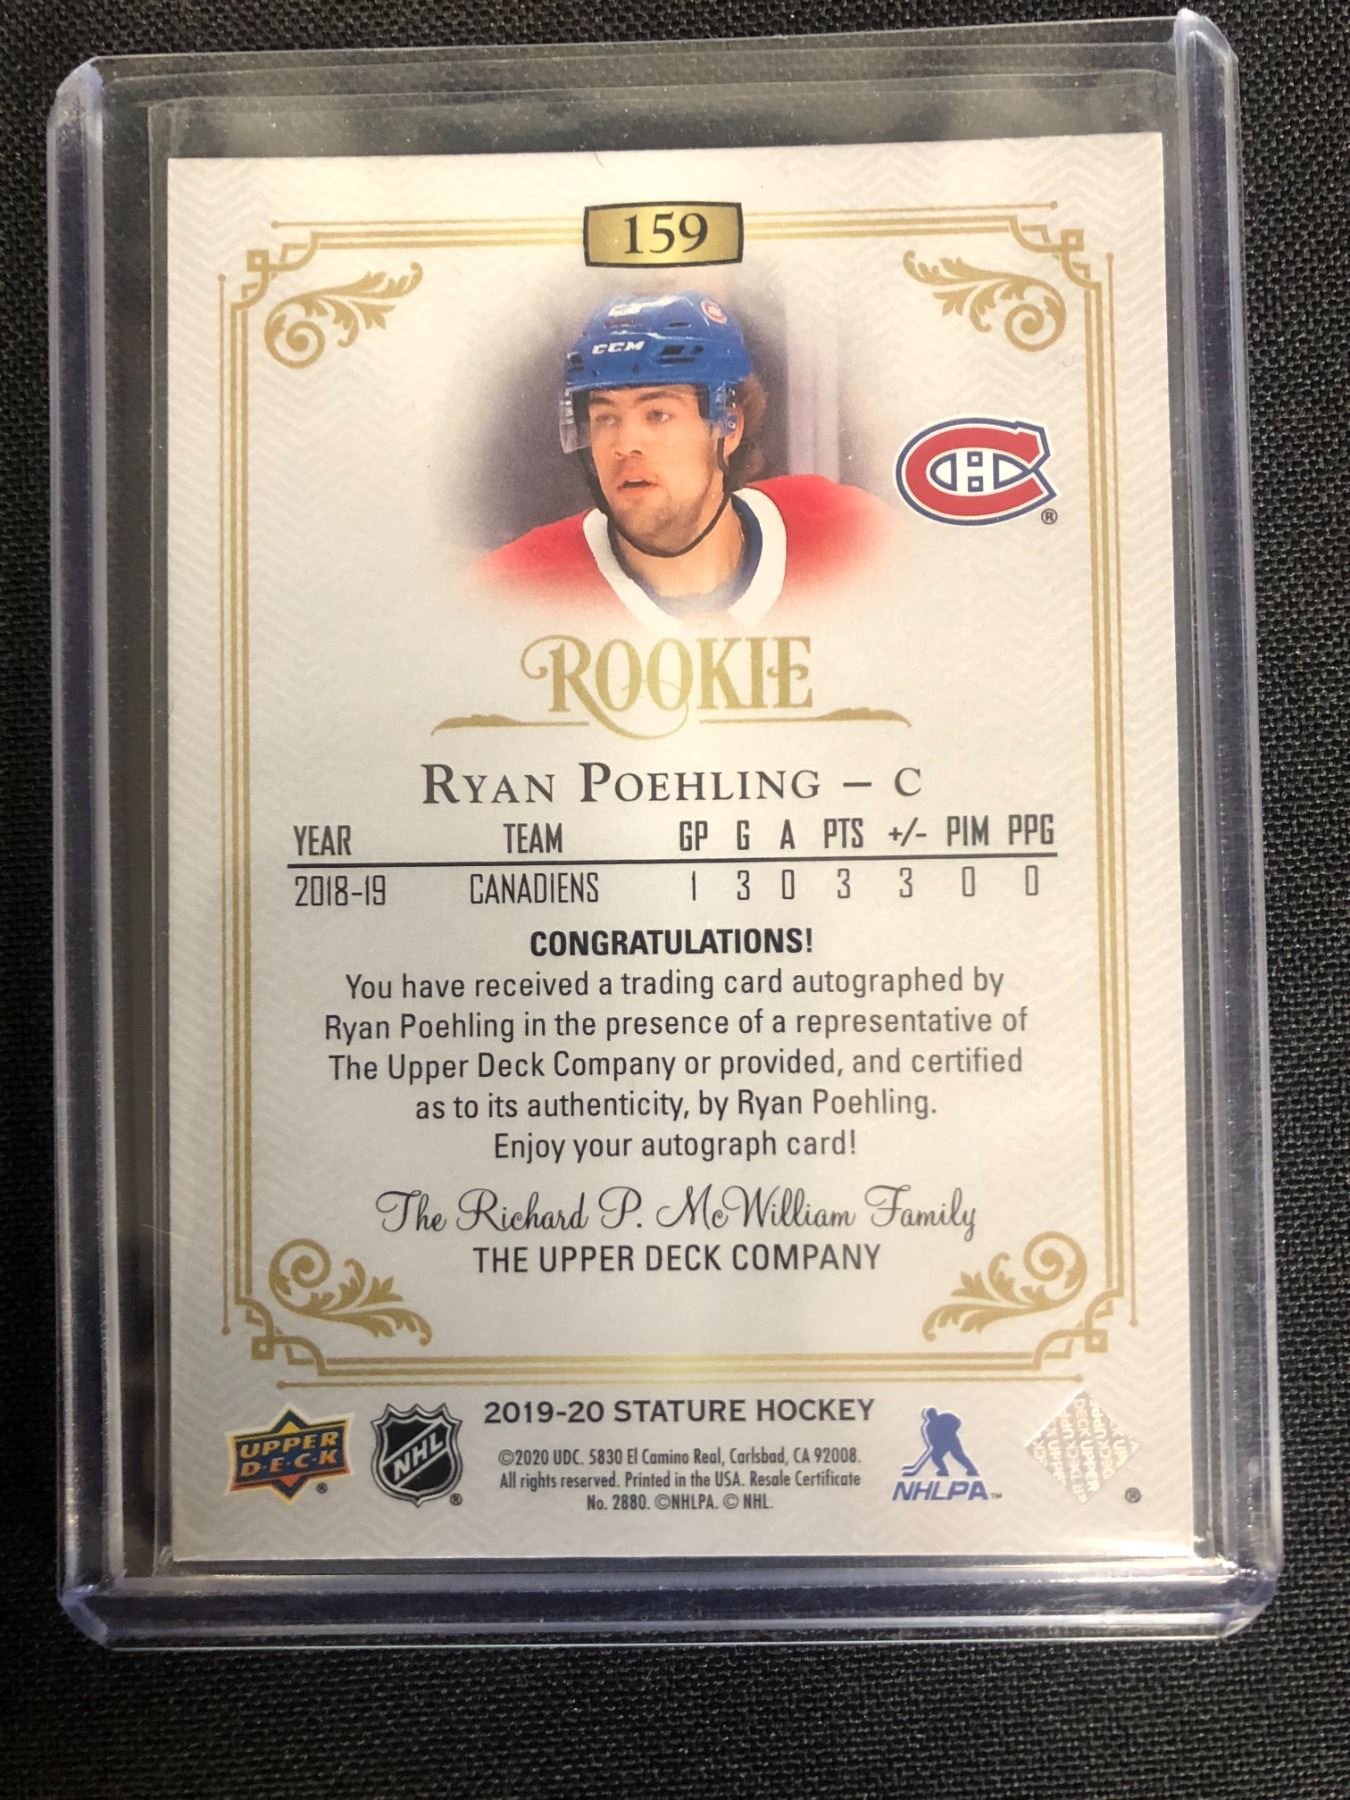 159
CCM
ROOKIE
RYAN POEHLING – C
YEAR TEAM GP G A PTS +/- PIM PPG
2018-19 CANADIENS 1 3 0 3 3 0 0
CONGRATULATIONS!
You have received a trading card autographed by
Ryan Poehling in the presence of a representative of
The Upper Deck Company or provided, and certified
as to its authenticity, by Ryan Poehling.
Enjoy your autograph card!
The Richard P. McWilliam Family
THE UPPER DECK COMPANY
2019-20 STATURE HOCKEY
©2020 UDC. 5830 El Camino Real, Carlsbad, CA 92008.
All rights reserved. Printed in the USA. Resale Certificate
No. 2880. ©NHLPA. © NHL.
UPPER
D·E·C·K
®
NHL
®
NHLPA™
®
®